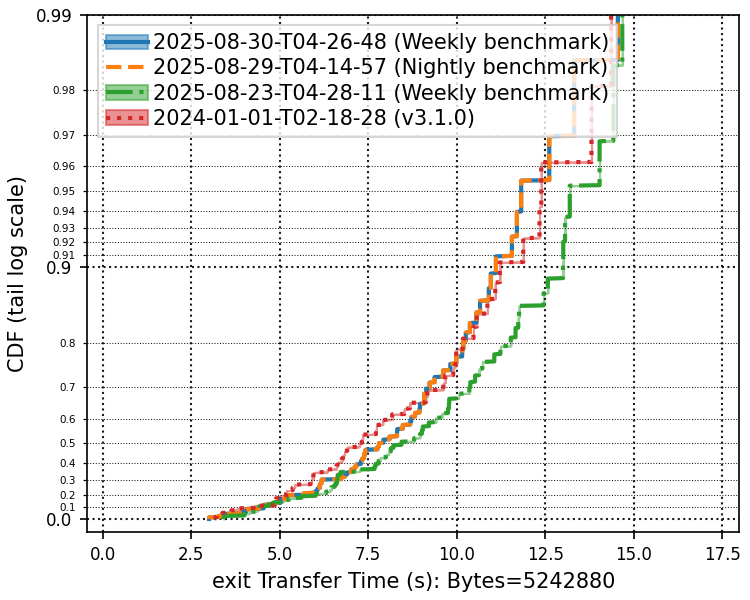 0.99
2025-08-30-T04-26-48 (Weekly benchmark)
2025-08-29-T04-14-57 (Nightly benchmark)
2025-08-23-T04-28-11 (Weekly benchmark)
2024-01-01-T02-18-28 (v3.1.0)
0.98
0.97
0.96
0.95
0.94
0.93
0.92
0.91
0.9
0.8
0.7
0.6
0.5
0.4
0.3
0.2
0.1
0.0
CDF (tail log scale)
0.0 2.5 5.0 7.5 10.0 12.5 15.0 17.5
exit Transfer Time (s): Bytes=5242880